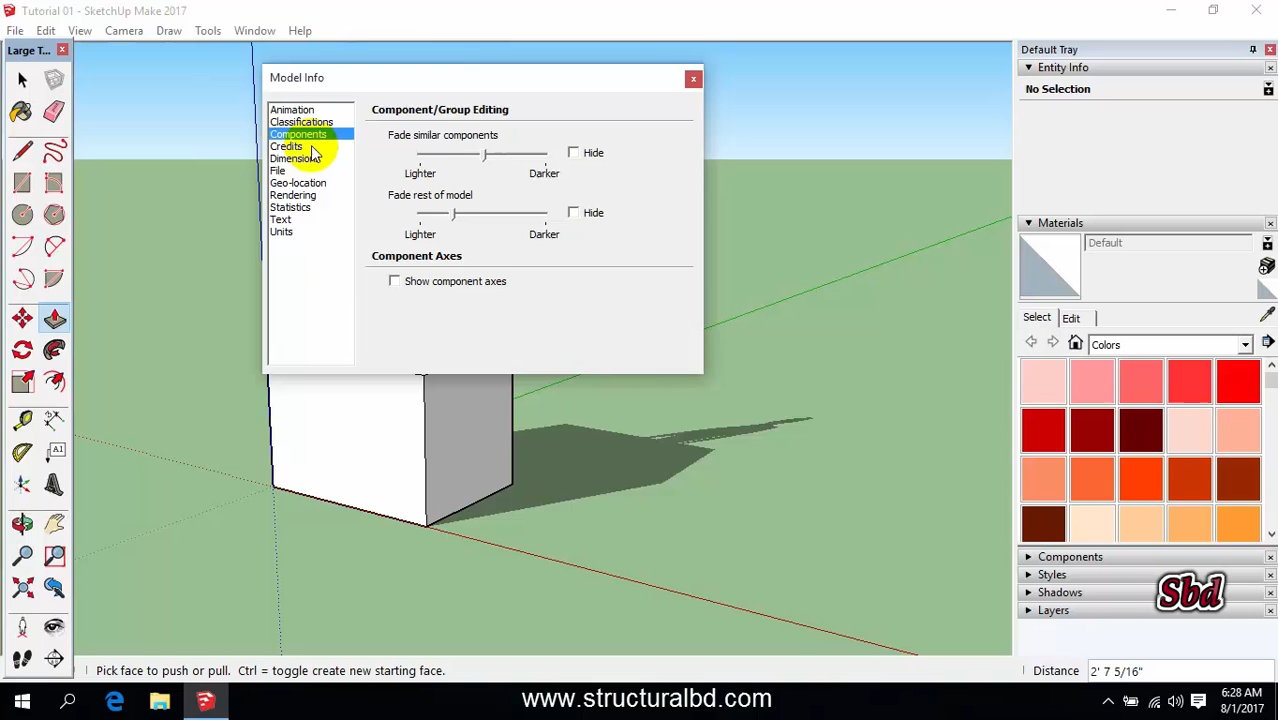 Tutorial 01 - SketchUp Make 2017
File Edit View Camera Draw Tools Window Help
Large T...
Default Tray
Entity Info
No Selection
Model Info
Animation
Classifications
Components
Credits
Dimensions
File
Geo-location
Rendering
Statistics
Text
Units
Component/Group Editing
Fade similar components
Hide
Lighter Darker
Fade rest of model
Hide
Lighter Darker
Component Axes
Show component axes
Materials
Default
Select Edit
Colors
A1
Components
Styles
Shadows
Layers
Sbd
Pick face to push or pull. Ctrl = toggle create new starting face.
Distance 2' 7 5/16"
www.structuralbd.com
6:28 AM
8/1/2017